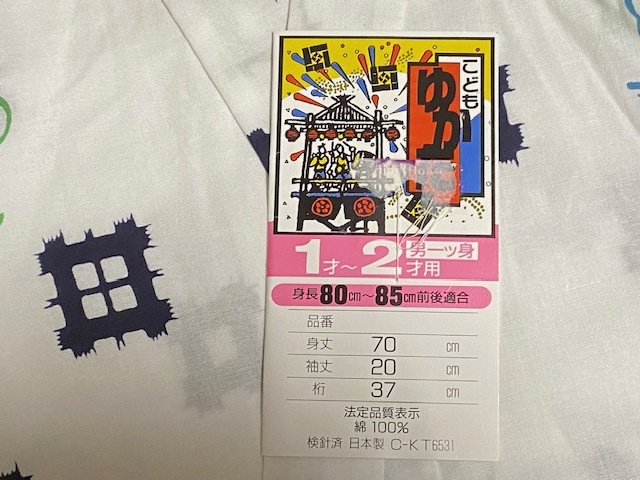 こども
ゆか
1才～2才用
男一ッ身
身長80cm～85cm前後適合
品番
身丈 70 cm
袖丈 20 cm
裄 37 cm
法定品質表示
綿 100%
検針済 日本製 C-KT6531